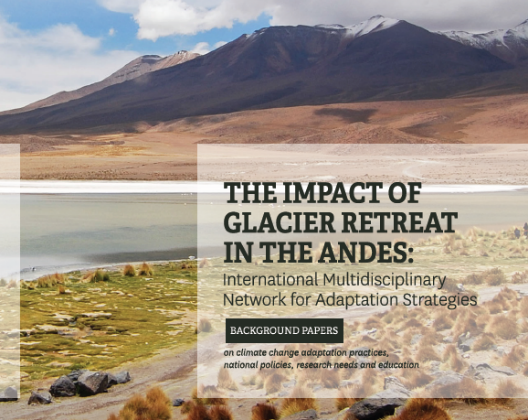 THE IMPACT OF
GLACIER RETREAT
IN THE ANDES:
International Multidisciplinary
Network for Adaptation Strategies
BACKGROUND PAPERS
on climate change adaptation practices,
national policies, research needs and education